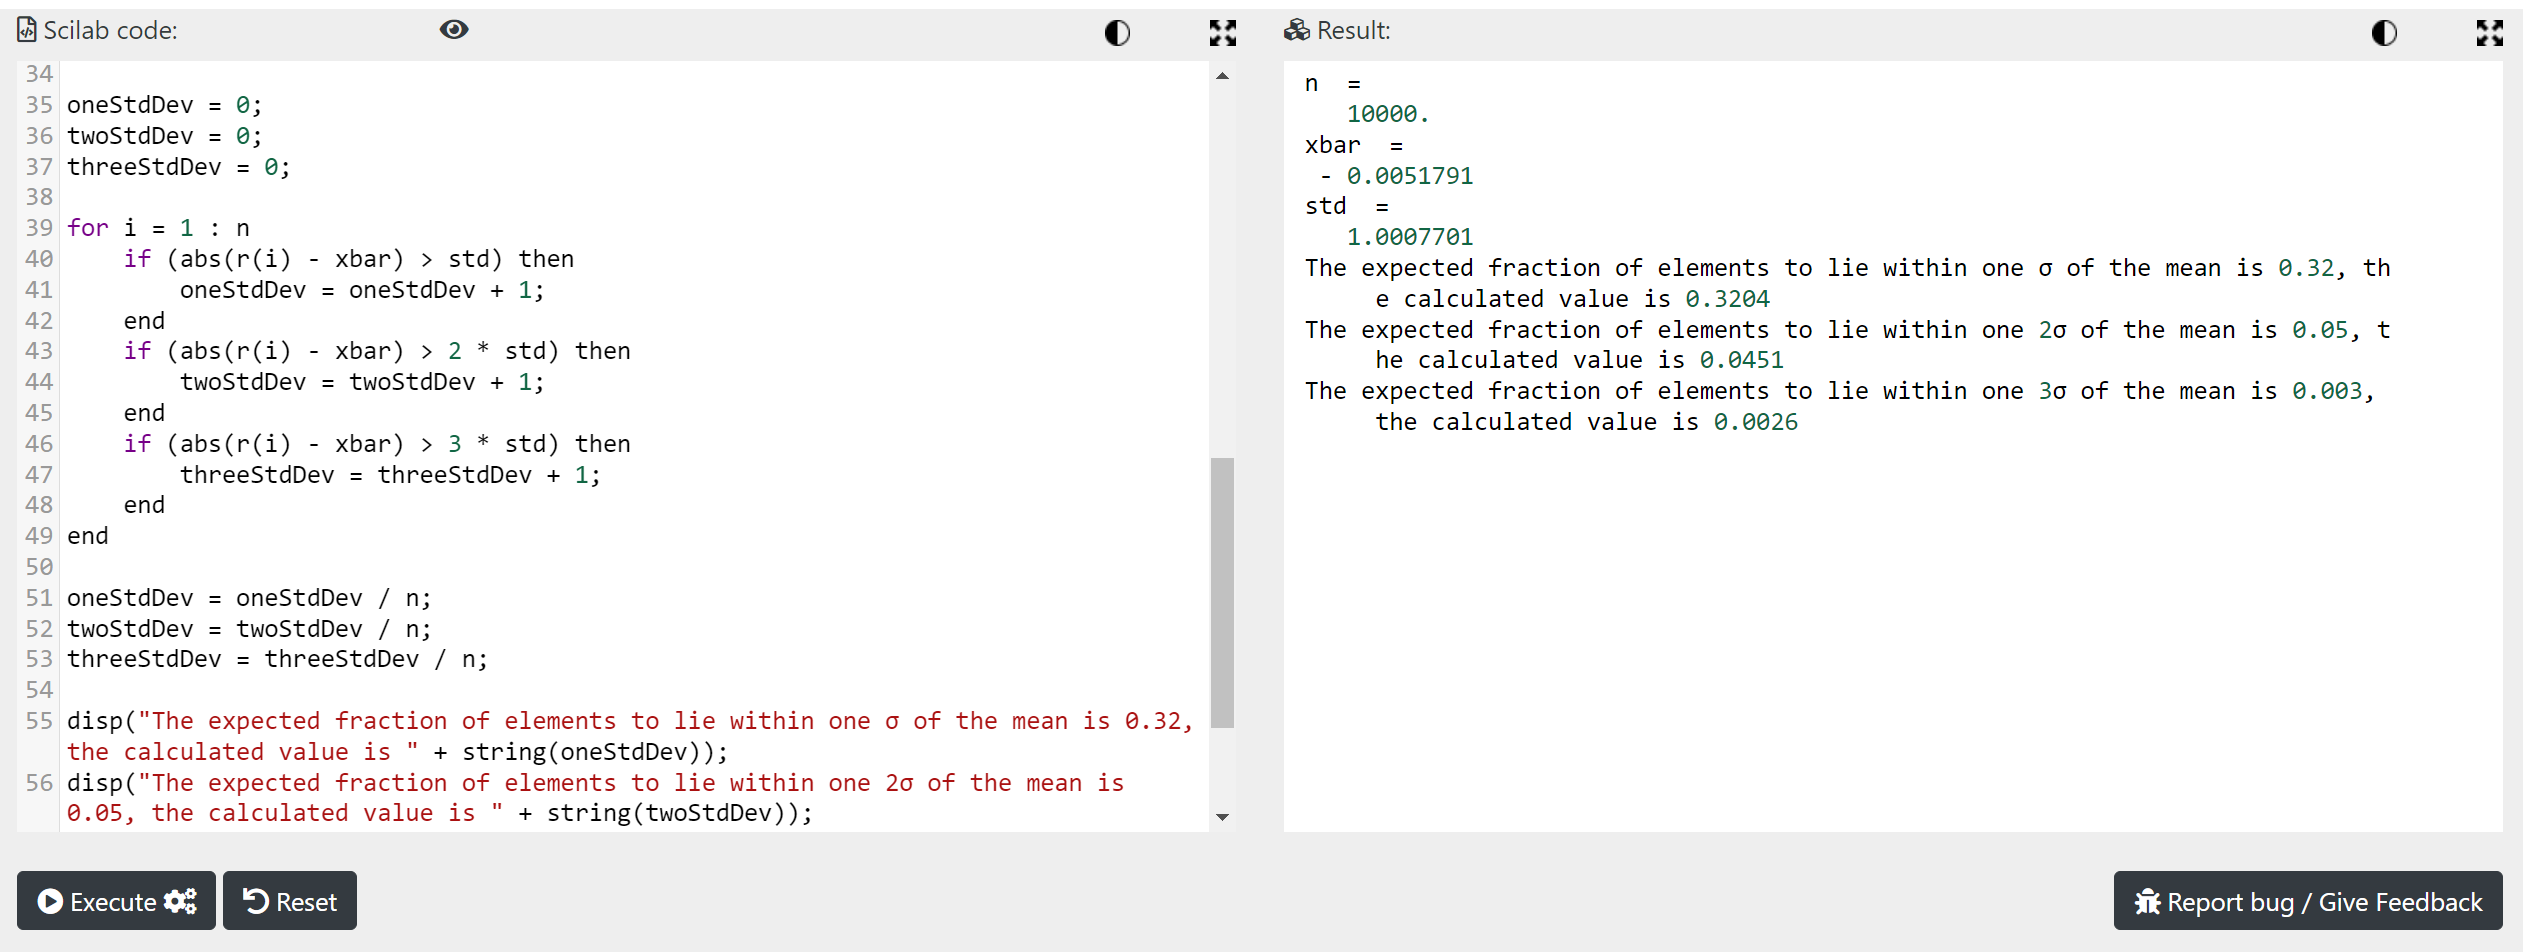 Scilab code:
34
35 oneStdDev = 0;
36 twoStdDev = 0;
37 threeStdDev = 0;
38
39 for i = 1 : n
40     if (abs(r(i) - xbar) > std) then
41         oneStdDev = oneStdDev + 1;
42     end
43     if (abs(r(i) - xbar) > 2 * std) then
44         twoStdDev = twoStdDev + 1;
45     end
46     if (abs(r(i) - xbar) > 3 * std) then
47         threeStdDev = threeStdDev + 1;
48     end
49 end
50
51 oneStdDev = oneStdDev / n;
52 twoStdDev = twoStdDev / n;
53 threeStdDev = threeStdDev / n;
54
55 disp("The expected fraction of elements to lie within one σ of the mean is 0.32,
the calculated value is " + string(oneStdDev));
56 disp("The expected fraction of elements to lie within one 2σ of the mean is
0.05, the calculated value is " + string(twoStdDev));
Execute
Reset
Result:
n  =
   10000.
xbar  =
 - 0.0051791
std  =
   1.0007701
The expected fraction of elements to lie within one σ of the mean is 0.32, th
     e calculated value is 0.3204
The expected fraction of elements to lie within one 2σ of the mean is 0.05, t
     he calculated value is 0.0451
The expected fraction of elements to lie within one 3σ of the mean is 0.003,
     the calculated value is 0.0026
Report bug / Give Feedback